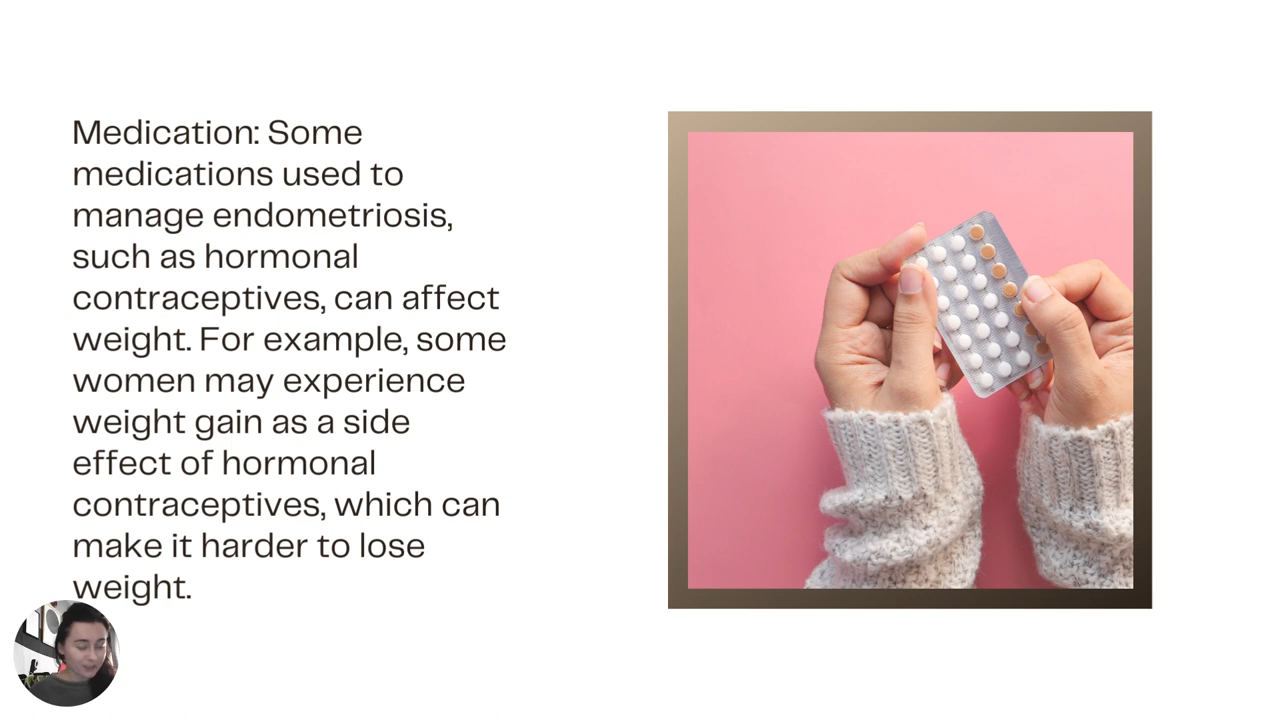 Medication: Some
medications used to
manage endometriosis,
such as hormonal
contraceptives, can affect
weight. For example, some
women may experience
weight gain as a side
effect of hormonal
contraceptives, which can
make it harder to lose
weight.